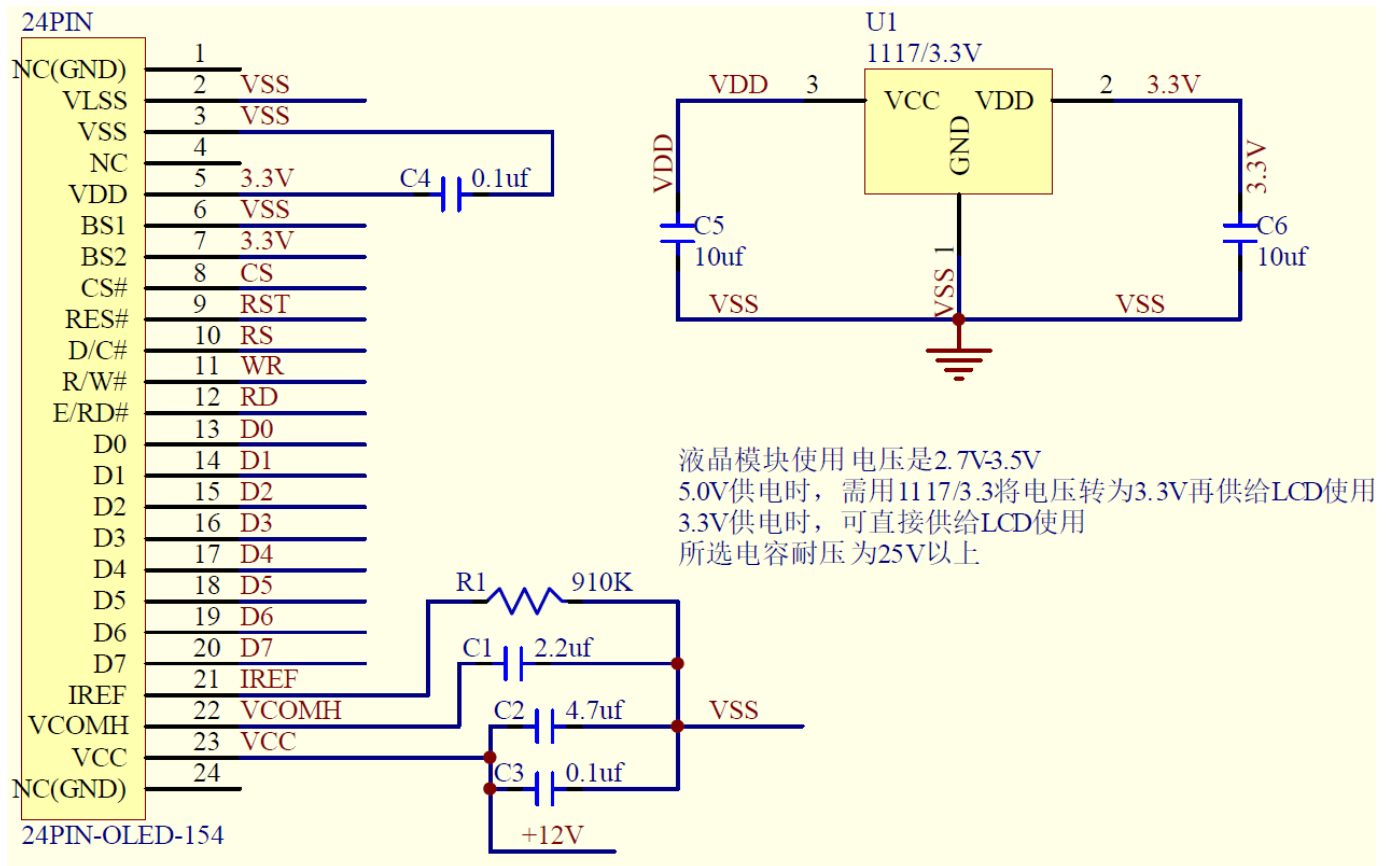 24PIN
NC(GND) 1
VLSS 2 VSS
VSS 3 VSS
NC 4
VDD 5 3.3V
C4 0.1uf
BS1 6 VSS
BS2 7 3.3V
CS# 8 CS
RES# 9 RST
D/C# 10 RS
R/W# 11 WR
E/RD# 12 RD
D0 13 D0
D1 14 D1
D2 15 D2
D3 16 D3
D4 17 D4
D5 18 D5
D6 19 D6
D7 20 D7
IREF 21 IREF
VCOMH 22 VCOMH
VCC 23 VCC
NC(GND) 24
24PIN-OLED-154
R1 910K
C1 2.2uf
C2 4.7uf
VSS
C3 0.1uf
+12V
U1
1117/3.3V
VDD 3 VCC VDD 2 3.3V
GND
VDD
3.3V
C5
10uf
C6
10uf
VSS 1
VSS
VSS
液晶模块使用电压是2.7V-3.5V
5.0V供电时，需用1117/3.3将电压转为3.3V再供给LCD使用
3.3V供电时，可直接供给LCD使用
所选电容耐压为25V以上